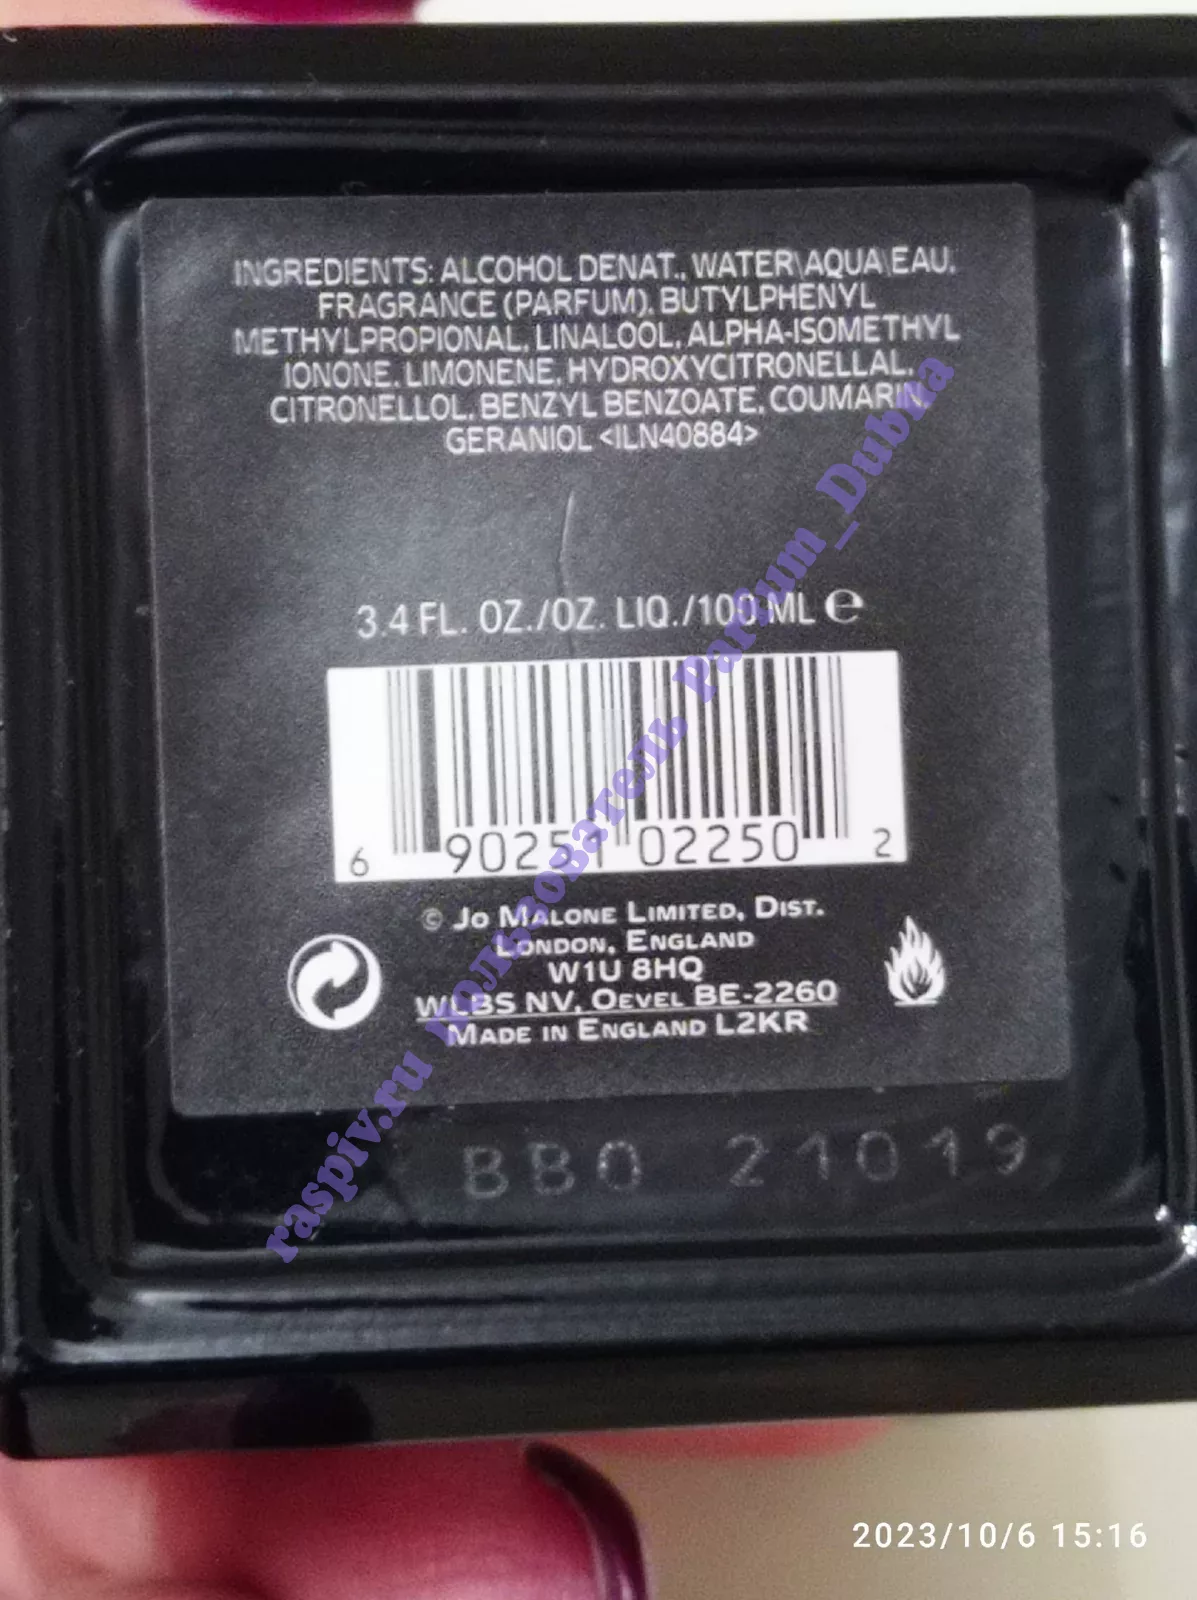 INGREDIENTS: ALCOHOL DENAT., WATER\AQUA\EAU,
FRAGRANCE (PARFUM), BUTYLPHENYL
METHYLPROPIONAL, LINALOOL, ALPHA-ISOMETHYL
IONONE, LIMONENE, HYDROXYCITRONELLAL,
CITRONELLOL, BENZYL BENZOATE, COUMARIN,
GERANIOL <ILN40884>
3.4 FL. OZ./OZ. LIQ./100 ML ℮
6 90251 02250 2
© JO MALONE LIMITED, DIST.
LONDON, ENGLAND
W1U 8HQ
WLBS NV, OEVEL BE-2260
MADE IN ENGLAND L2KR
BBO 21019
raspiv.ru пользователь Parfum_Dubna
2023/10/6 15:16